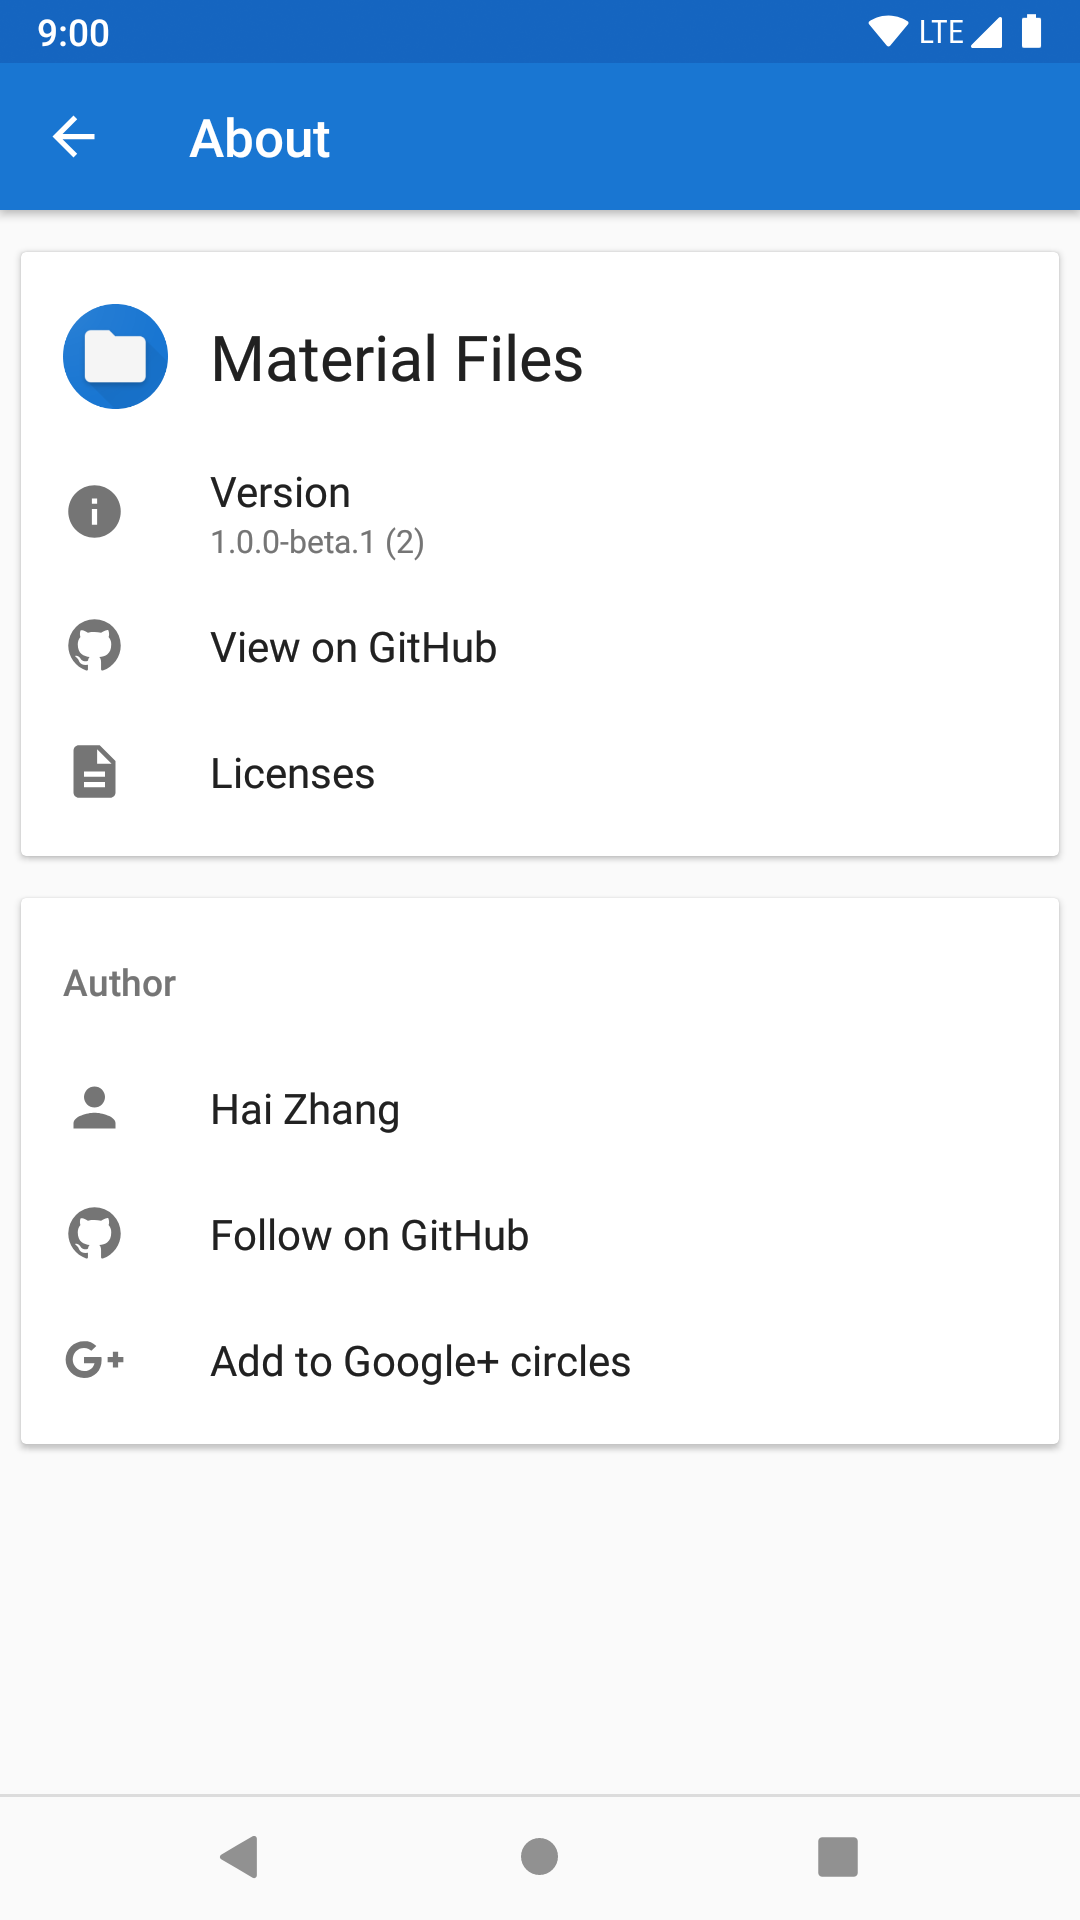 9:00 LTE
About
Material Files
Version
1.0.0-beta.1 (2)
View on GitHub
Licenses
Author
Hai Zhang
Follow on GitHub
G+ Add to Google+ circles